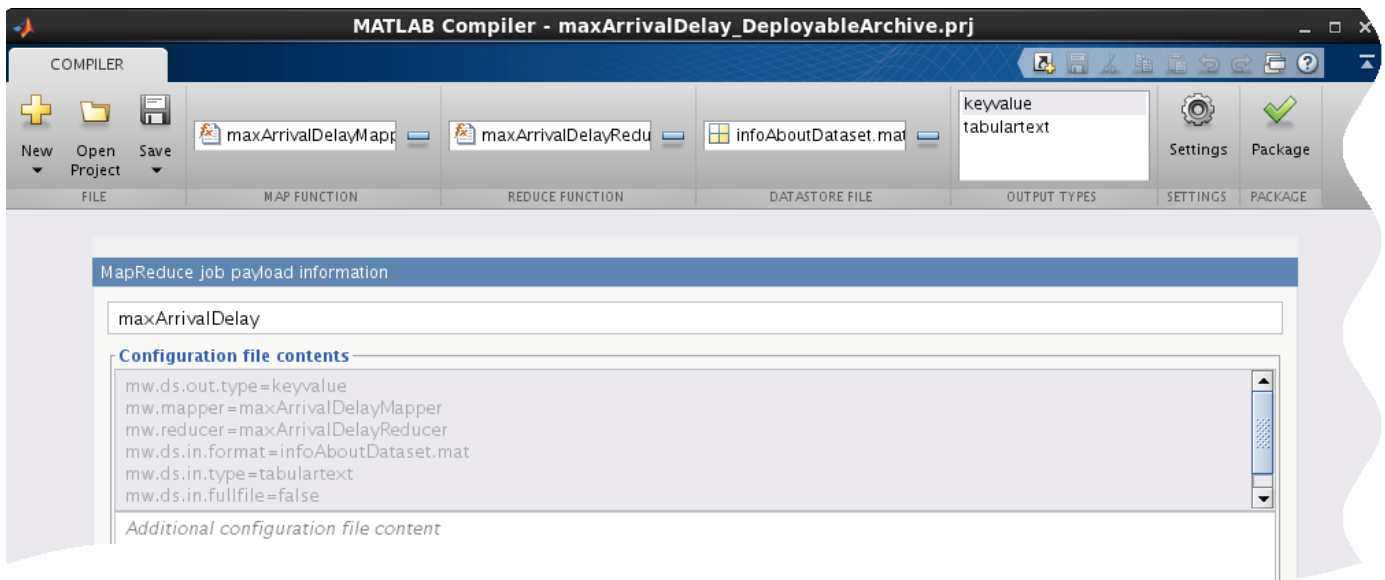 MATLAB Compiler - maxArrivalDelay_DeployableArchive.prj
COMPILER
New
Open Project
Save
maxArrivalDelayMapp
maxArrivalDelayRedu
infoAboutDataset.mat
keyvalue
tabulartext
Settings
Package
FILE
MAP FUNCTION
REDUCE FUNCTION
DATASTORE FILE
OUTPUT TYPES
SETTINGS
PACKAGE
MapReduce job payload information
maxArrivalDelay
Configuration file contents
mw.ds.out.type=keyvalue
mw.mapper=maxArrivalDelayMapper
mw.reducer=maxArrivalDelayReducer
mw.ds.in.format=infoAboutDataset.mat
mw.ds.in.type=tabulartext
mw.ds.in.fullfile=false
Additional configuration file content